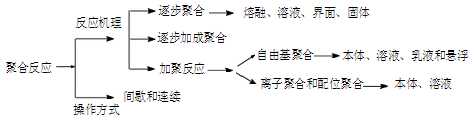 反应机理
逐步聚合
熔融、溶液、界面、固体
逐步加成聚合
聚合反应
加聚反应
自由基聚合
本体、溶液、乳液和悬浮
离子聚合和配位聚合
本体、溶液
操作方式
间歇和连续